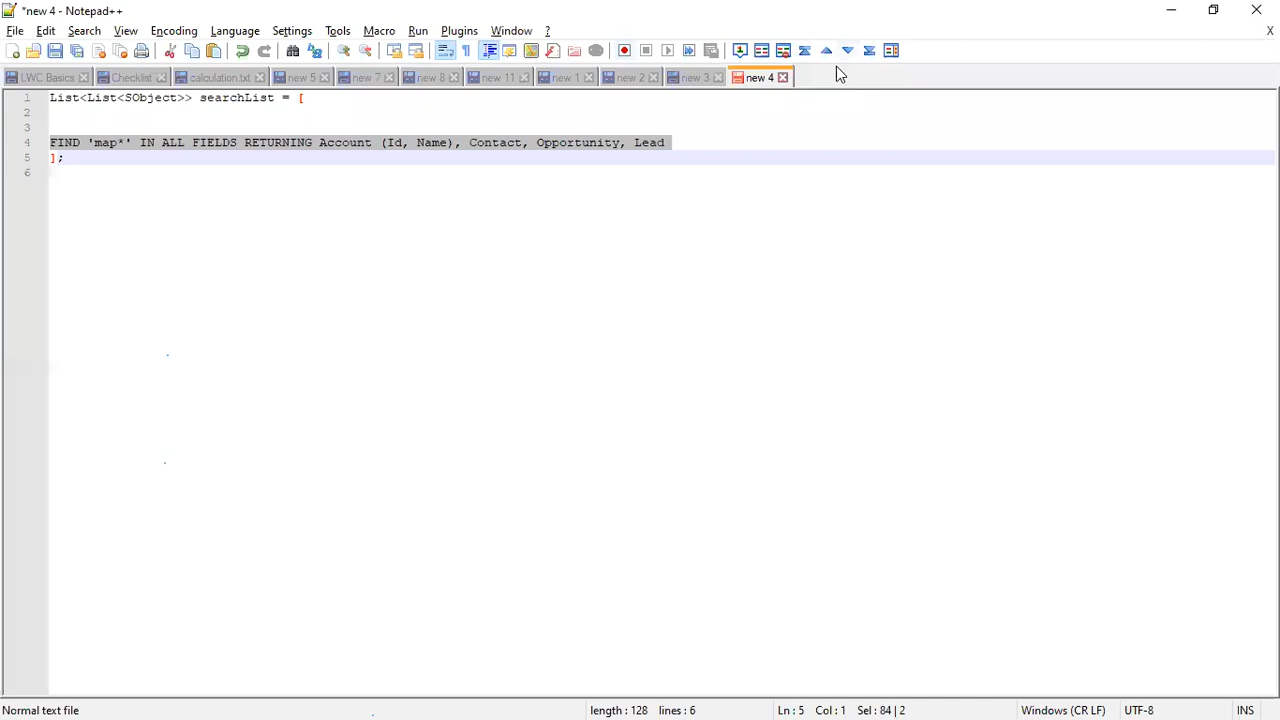 *new 4 - Notepad++
File Edit Search View Encoding Language Settings Tools Macro Run Plugins Window ? X
LWC Basics Checklist calculation.txt new 5 new 7 new 8 new 11 new 1 new 2 new 3 new 4
1 List<List<SObject>> searchList = [
2
3
4 FIND 'map*' IN ALL FIELDS RETURNING Account (Id, Name), Contact, Opportunity, Lead
5 ];
6
Normal text file length : 128 lines : 6 Ln : 5 Col : 1 Sel : 84 | 2 Windows (CR LF) UTF-8 INS